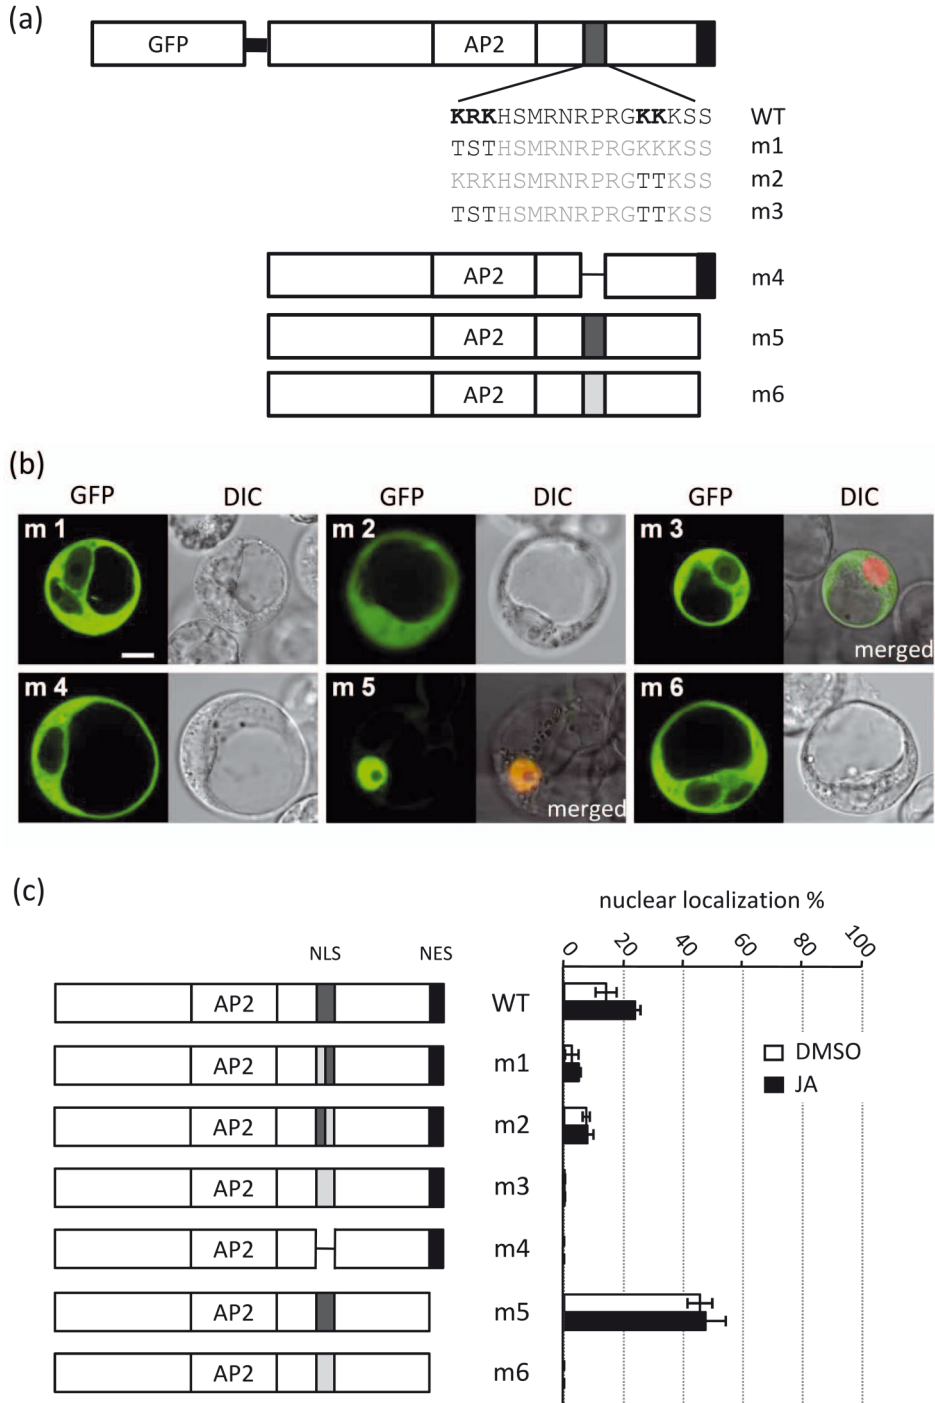 (a)
GFP AP2
KRKHSMRNRPRGKKKSS WT
TSTHSMRNRPRGKKKSS m1
KRKHSMRNRPRGTTKSS m2
TSTHSMRNRPRGTTKSS m3
AP2 m4
AP2 m5
AP2 m6
(b)
GFP DIC GFP DIC GFP DIC
m 1 m 2 m 3
merged
m 4 m 5 m 6
merged
(c)
nuclear localization %
0 20 40 60 80 100
NLS NES
AP2 WT
DMSO
AP2 m1
JA
AP2 m2
AP2 m3
AP2 m4
AP2 m5
AP2 m6